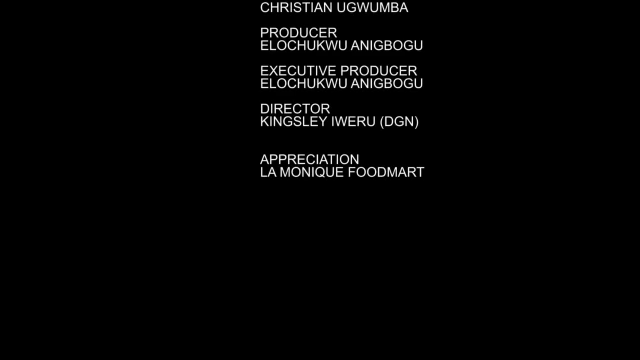 CHRISTIAN UGWUMBA
PRODUCER
ELOCHUKWU ANIGBOGU
EXECUTIVE PRODUCER
ELOCHUKWU ANIGBOGU
DIRECTOR
KINGSLEY IWERU (DGN)
APPRECIATION
LA MONIQUE FOODMART